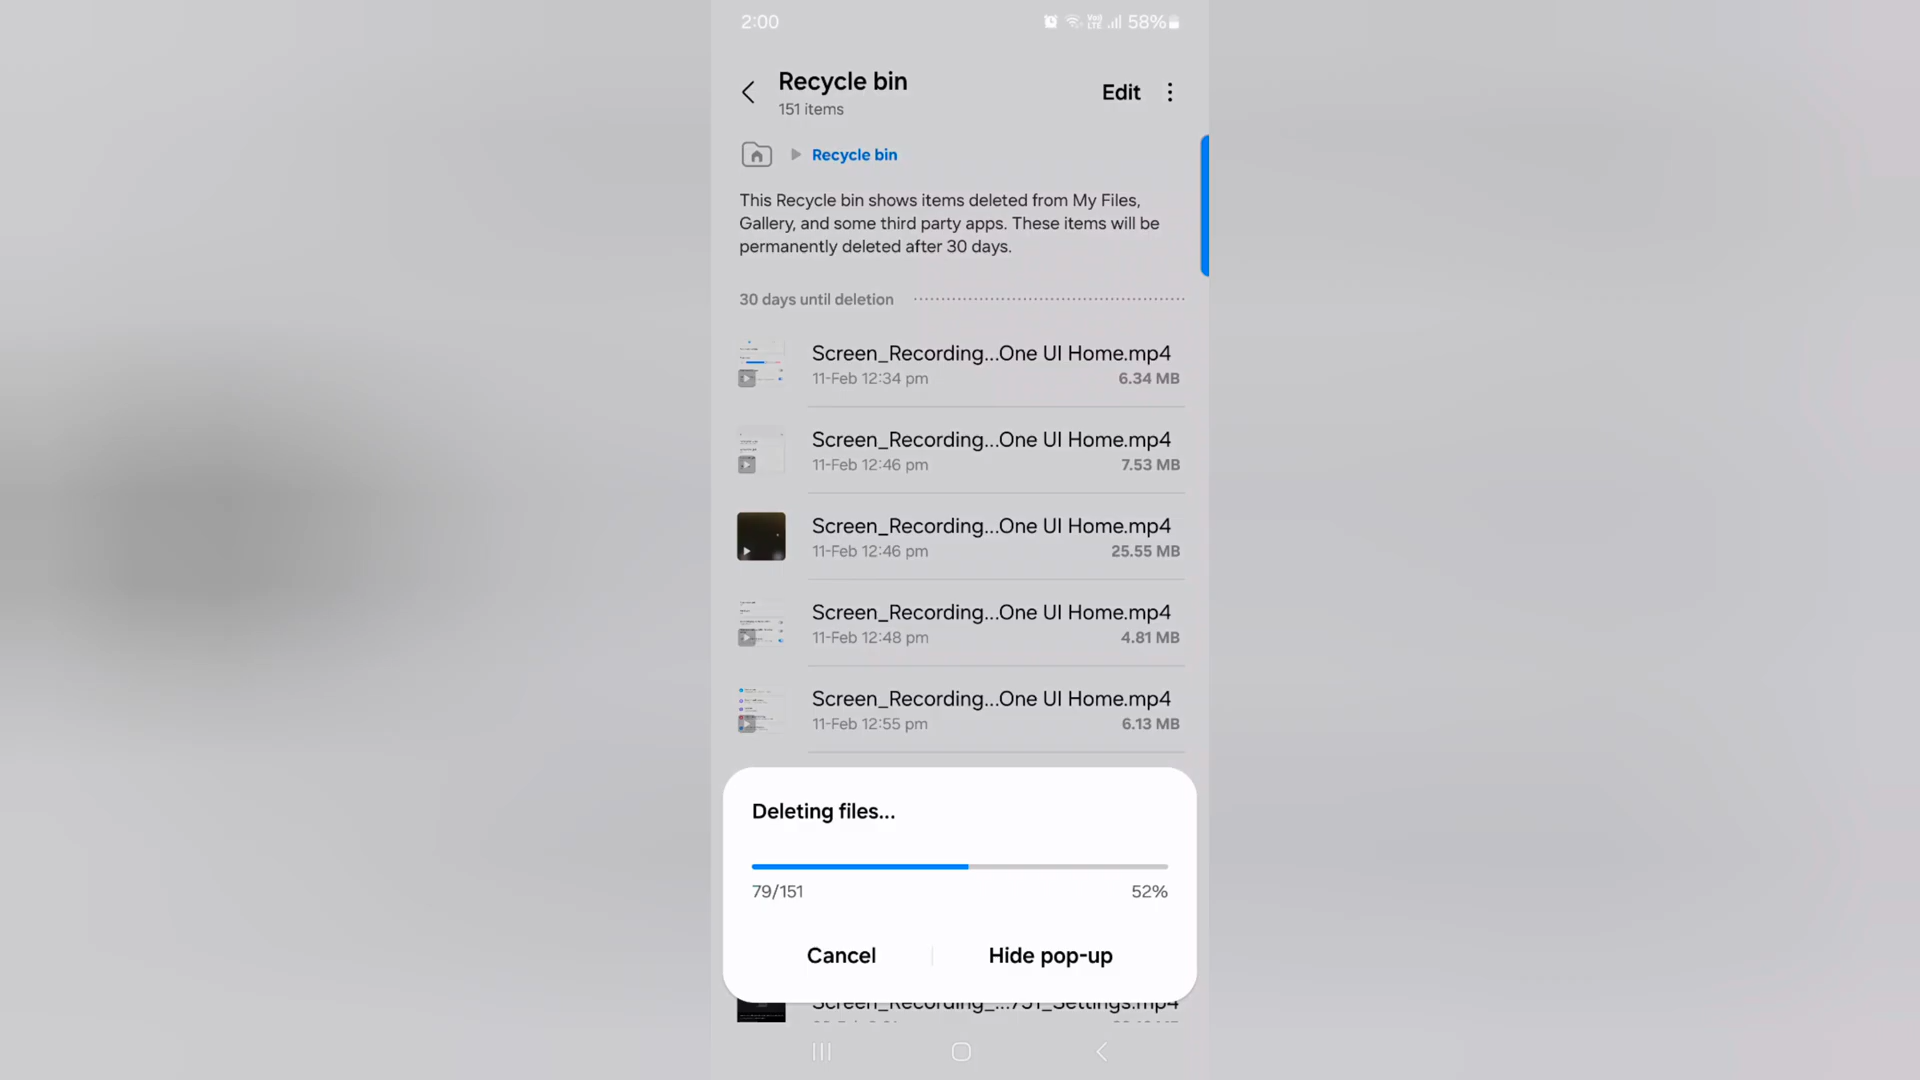 2:00
Vo)
LTE
58%
Recycle bin
151 items
Edit
Recycle bin
This Recycle bin shows items deleted from My Files,
Gallery, and some third party apps. These items will be
permanently deleted after 30 days.
30 days until deletion
Screen_Recording...One UI Home.mp4
11-Feb 12:34 pm 6.34 MB
Screen_Recording...One UI Home.mp4
11-Feb 12:46 pm 7.53 MB
Screen_Recording...One UI Home.mp4
11-Feb 12:46 pm 25.55 MB
Screen_Recording...One UI Home.mp4
11-Feb 12:48 pm 4.81 MB
Screen_Recording...One UI Home.mp4
11-Feb 12:55 pm 6.13 MB
Deleting files...
79/151 52%
Cancel
Hide pop-up
Screen_Recording_...751_Settings.mp4